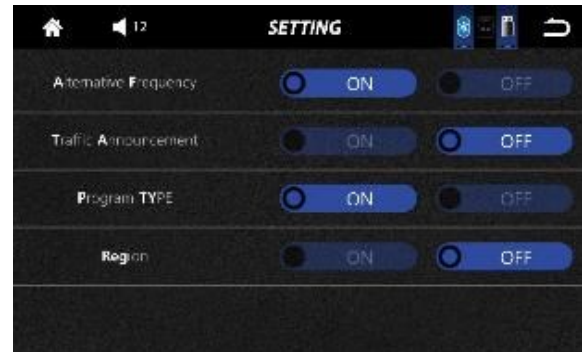 12 SETTING
Alternative Frequency ON OFF
Traffic Announcement ON OFF
Program TYPE ON OFF
Region ON OFF